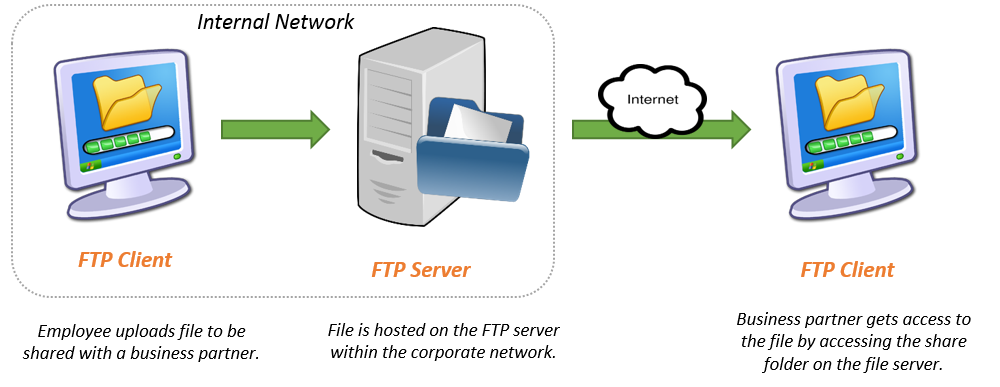 Internal Network
Internet
FTP Client
FTP Server
FTP Client
Employee uploads file to be
shared with a business partner.
File is hosted on the FTP server
within the corporate network.
Business partner gets access to
the file by accessing the share
folder on the file server.